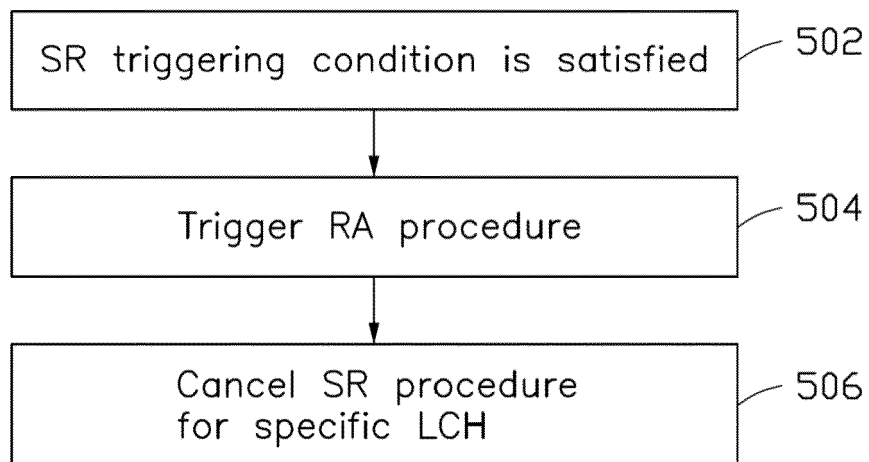 SR triggering condition is satisfied
502
Trigger RA procedure
504
Cancel SR procedure
for specific LCH
506